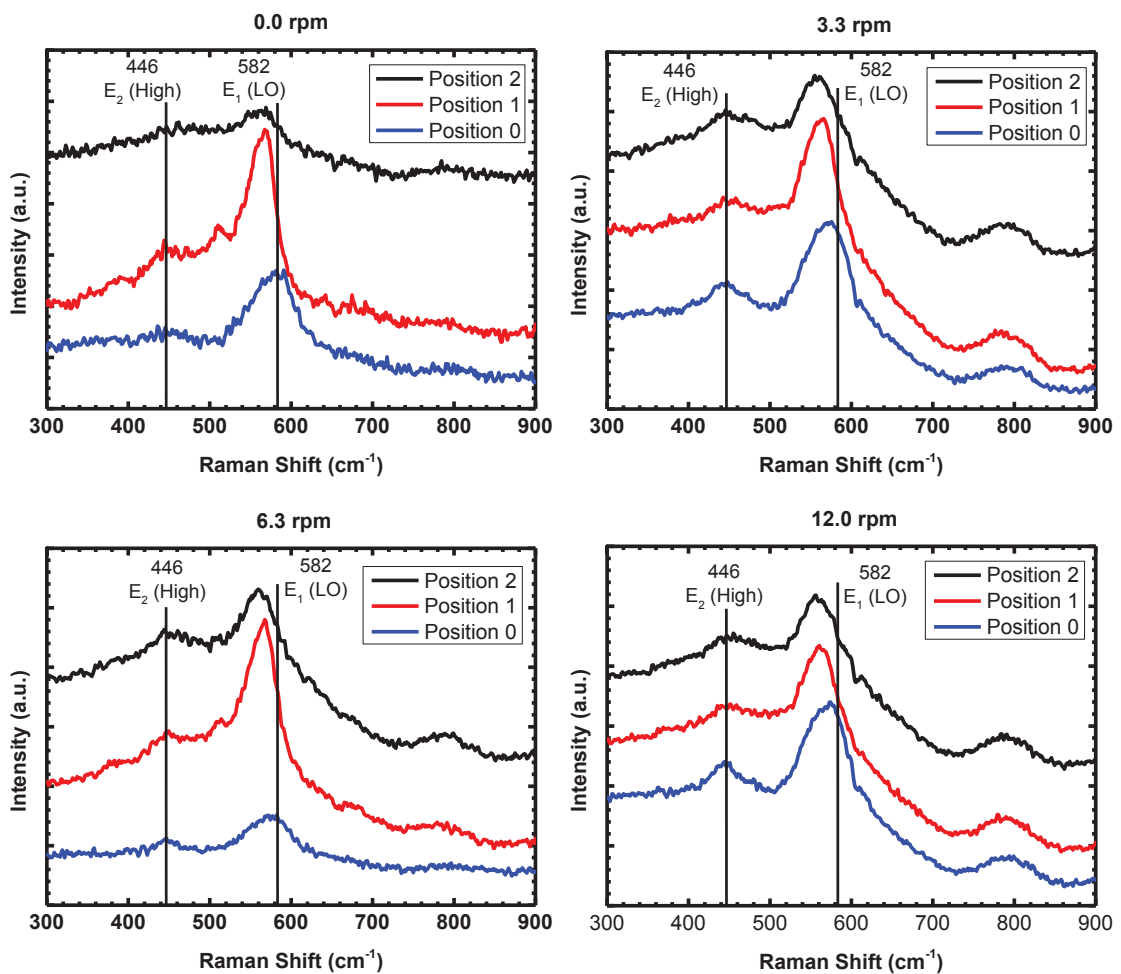 0.0 rpm
446
E₂ (High)
582
E₁ (LO)
Position 2
Position 1
Position 0
Intensity (a.u.)
300 400 500 600 700 800 900
Raman Shift (cm⁻¹)
3.3 rpm
446
E₂ (High)
582
E₁ (LO)
Position 2
Position 1
Position 0
Intensity (a.u.)
300 400 500 600 700 800 900
Raman Shift (cm⁻¹)
6.3 rpm
446
E₂ (High)
582
E₁ (LO)
Position 2
Position 1
Position 0
Intensity (a.u.)
300 400 500 600 700 800 900
Raman Shift (cm⁻¹)
12.0 rpm
446
E₂ (High)
582
E₁ (LO)
Position 2
Position 1
Position 0
Intensity (a.u.)
300 400 500 600 700 800 900
Raman Shift (cm⁻¹)